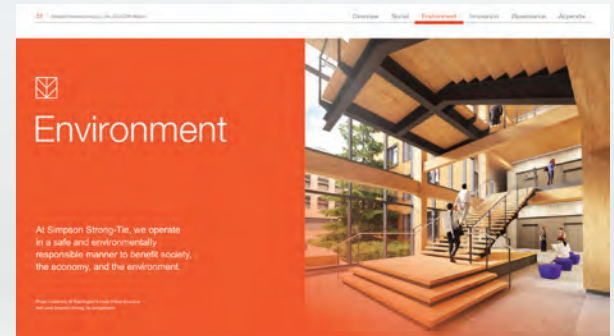 Overview Social Environment Innovation Governance Appendix
Environment
At Simpson Strong-Tie, we operate
in a safe and environmentally
responsible manner to benefit society,
the economy, and the environment.